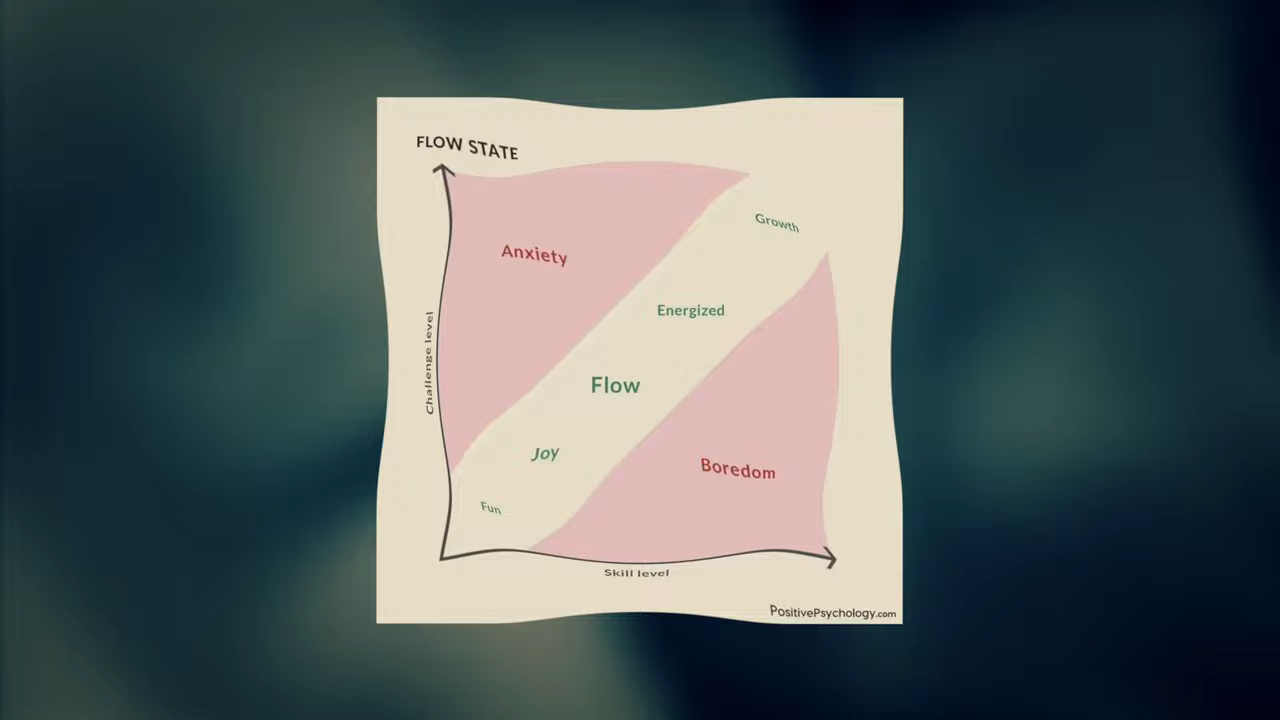 FLOW STATE
Growth
Anxiety
Energized
Challenge level
Flow
Joy
Boredom
Fun
Skill level
PositivePsychology.com